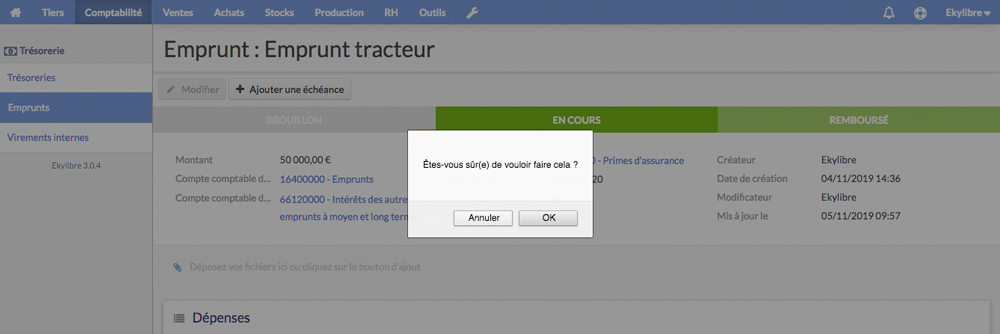 Tiers Comptabilité Ventes Achats Stocks Production RH Outils Ekylibre
Trésorerie
Trésoreries
Emprunts
Virements internes
Ekylibre 3.0.4
Emprunt : Emprunt tracteur
Modifier Ajouter une échéance
BROUILLON EN COURS REMBOURSÉ
Montant 50 000,00 €
Compte comptable d... 16400000 - Emprunts
Compte comptable d... 66120000 - Intérêts des autre
emprunts à moyen et long term
0 - Primes d'assurance
20
Créateur Ekylibre
Date de création 04/11/2019 14:36
Modificateur Ekylibre
Mis à jour le 05/11/2019 09:57
Êtes-vous sûr(e) de vouloir faire cela ?
Annuler OK
Déposez vos fichiers ici ou cliquez sur le bouton d'ajout
Dépenses